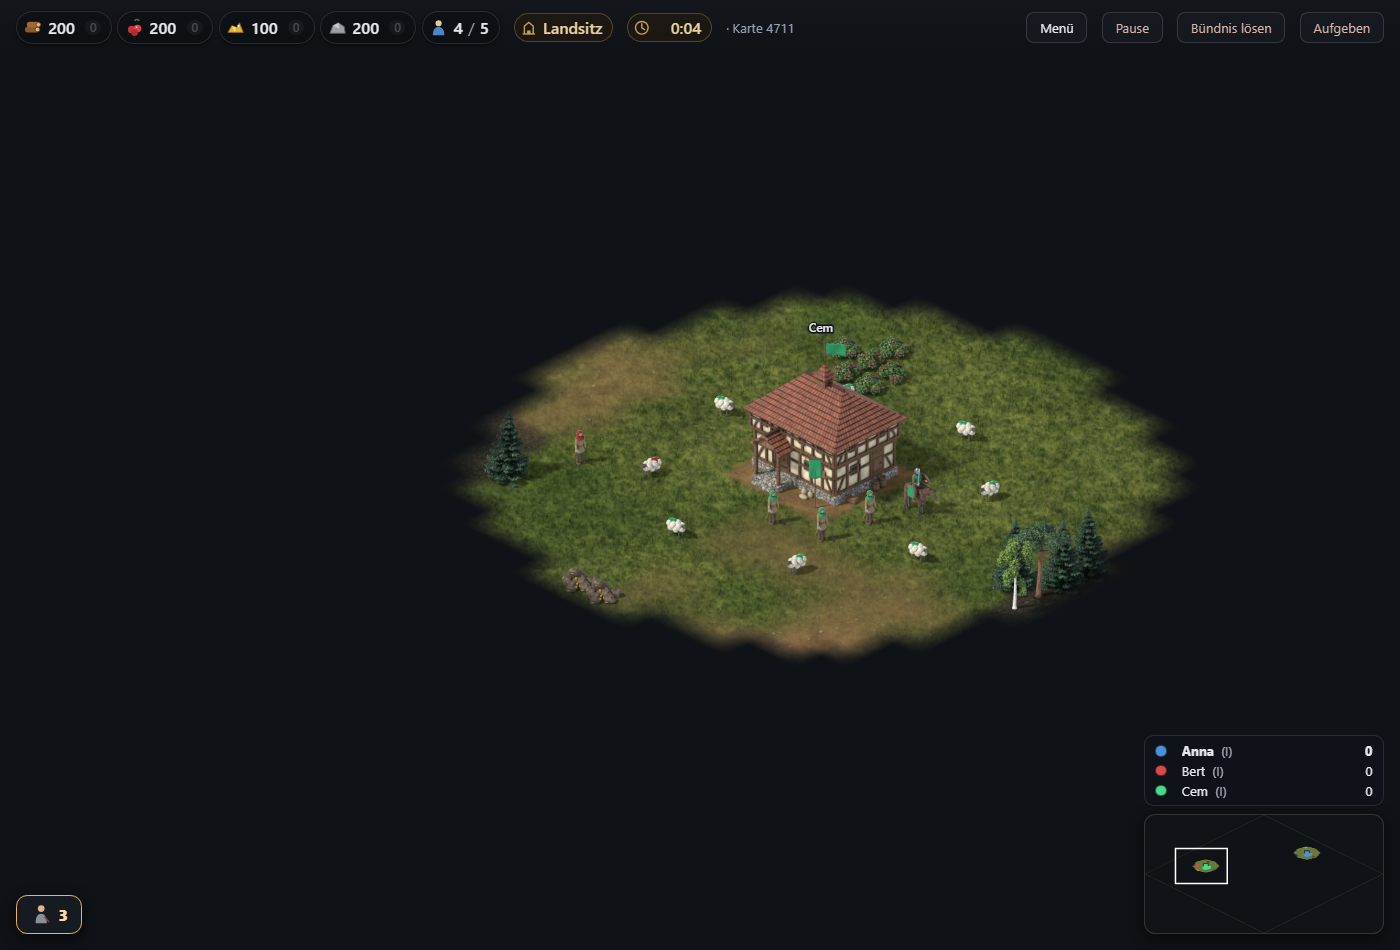 200 0 200 0 100 0 200 0 4 / 5 Landsitz 0:04 · Karte 4711 Menü Pause Bündnis lösen Aufgeben
Cem
Anna (I) 0
Bert (I) 0
Cem (I) 0
3